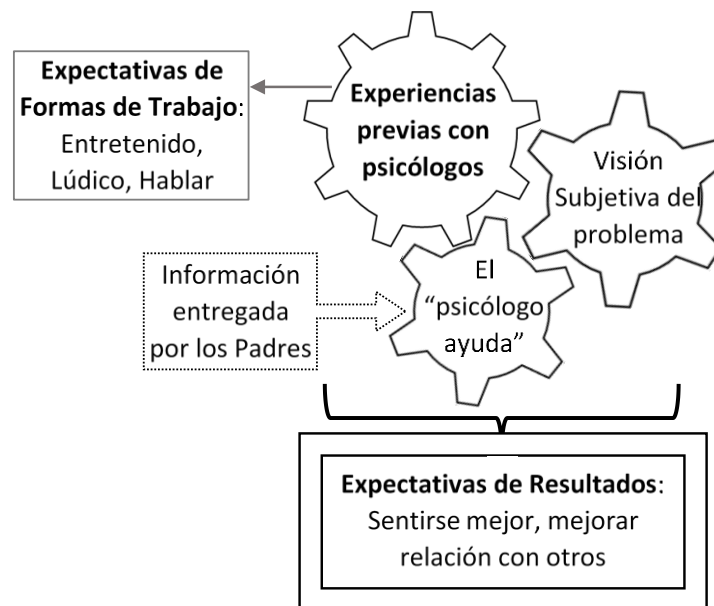 Expectativas de
Formas de Trabajo:
Entretenido,
Lúdico, Hablar
Experiencias
previas con
psicólogos
Visión
Subjetiva del
problema
Información
entregada
por los Padres
El
“psicólogo
ayuda”
Expectativas de Resultados:
Sentirse mejor, mejorar
relación con otros